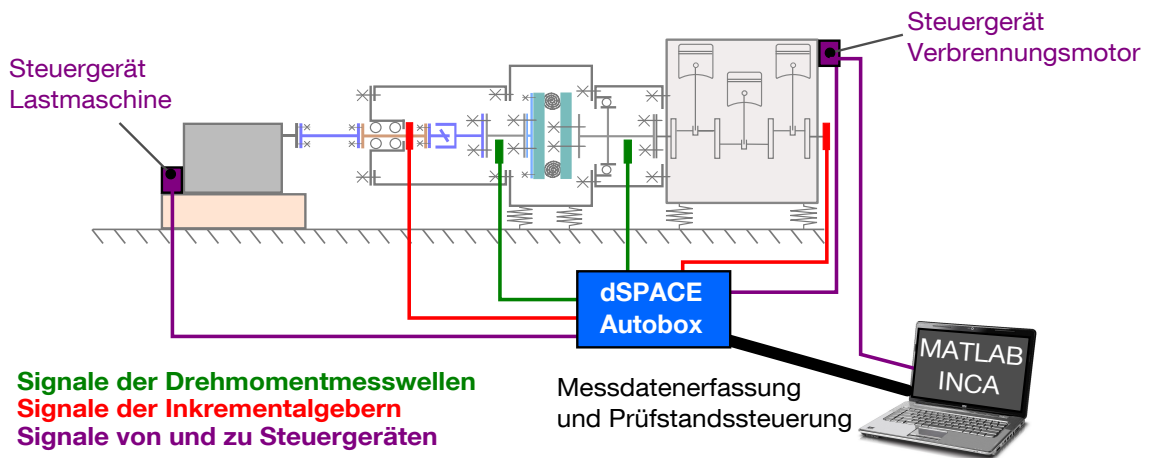 Steuergerät
Verbrennungsmotor
Steuergerät
Lastmaschine
dSPACE
Autobox
MATLAB
INCA
Signale der Drehmomentmesswellen
Signale der Inkrementalgebern
Signale von und zu Steuergeräten
Messdatenerfassung
und Prüfstandssteuerung